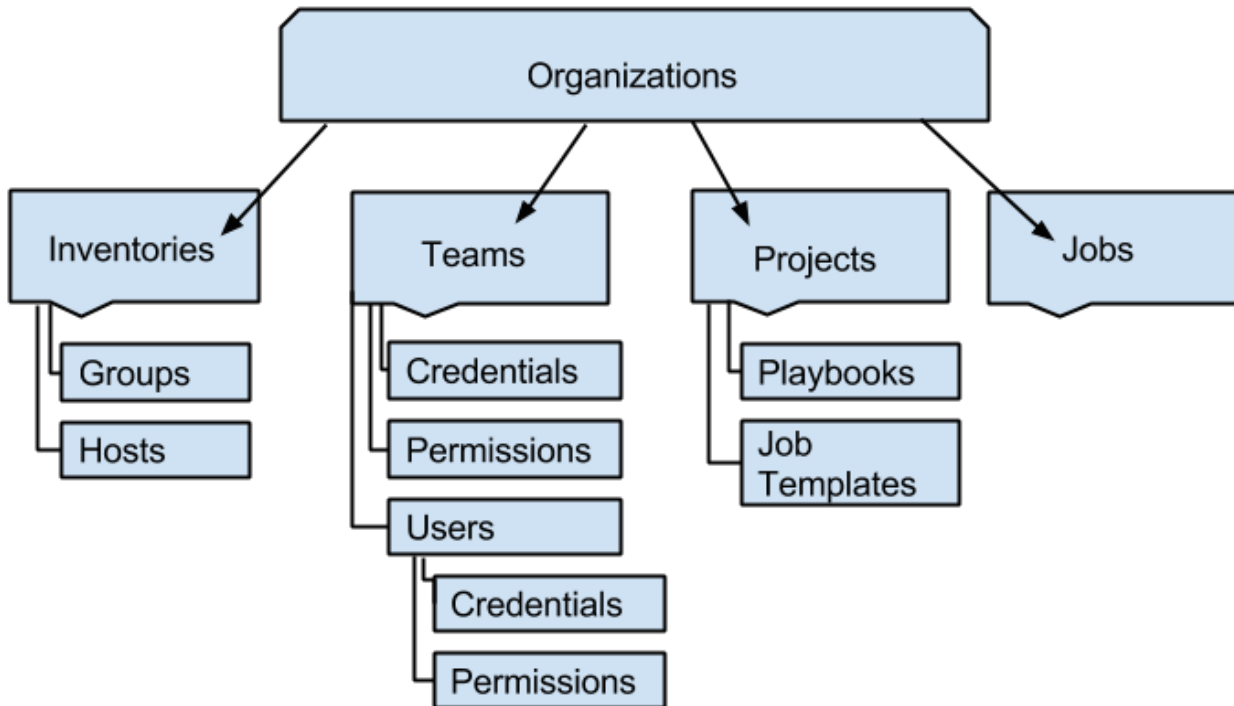 Organizations
Inventories
Groups
Hosts
Teams
Credentials
Permissions
Users
Credentials
Permissions
Projects
Playbooks
Job
Templates
Jobs